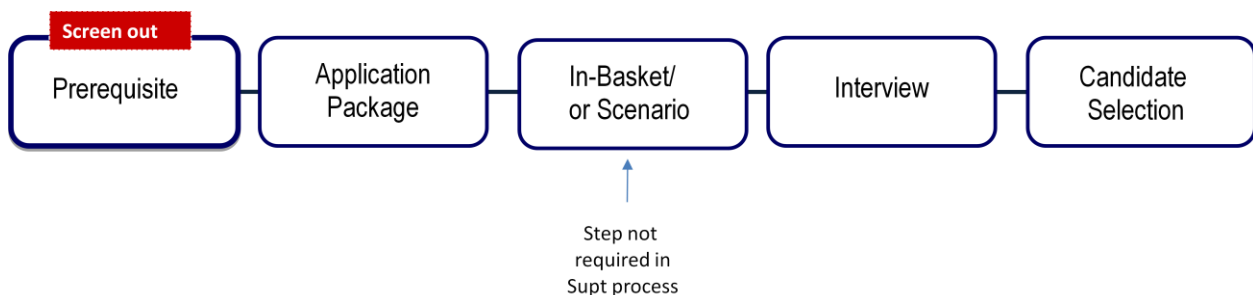 Screen out
Prerequisite
Application
Package
In-Basket/
or Scenario
Interview
Candidate
Selection
Step not
required in
Supt process